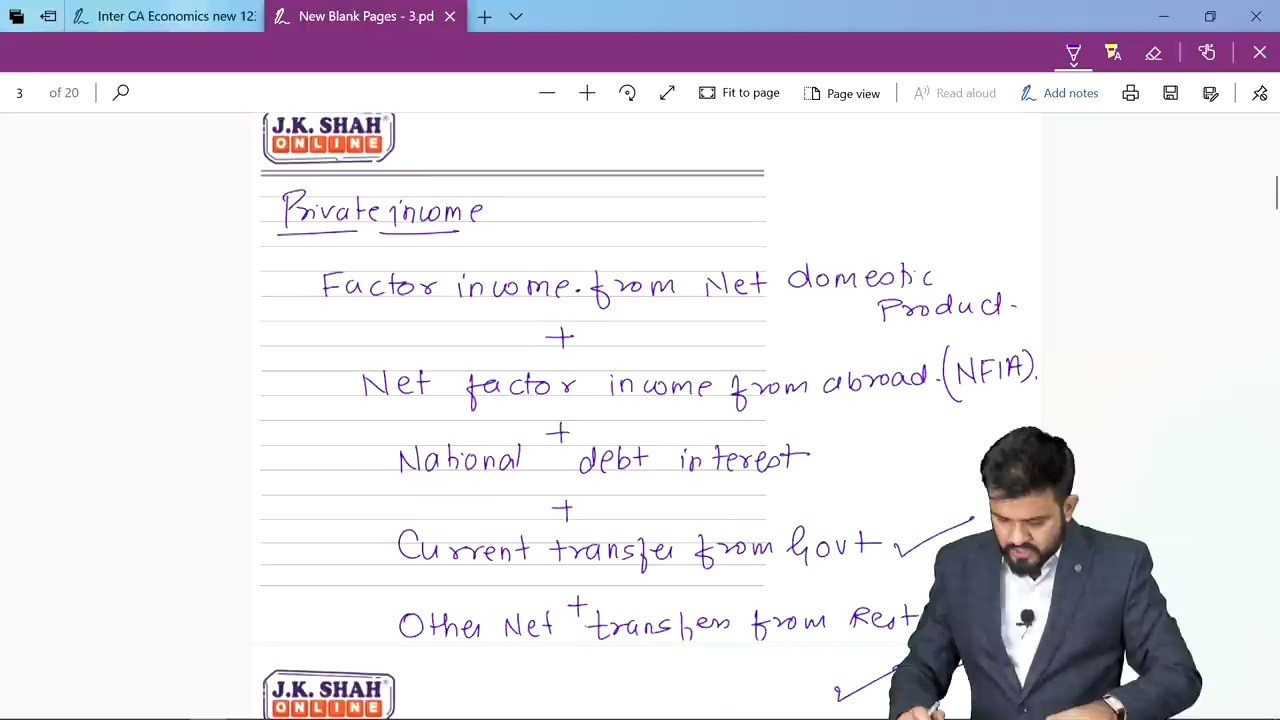 Inter CA Economics new 12
New Blank Pages - 3.pd
3 of 20
Fit to page
Page view
Read aloud
Add notes
J.K. SHAH
ONLINE
Private income
Factor income from Net domestic
Product
+
Net factor income from abroad (NFIA).
+
National debt interest
+
Current transfer from Govt
+
Other Net transfers from Rest
J.K. SHAH
ONLINE